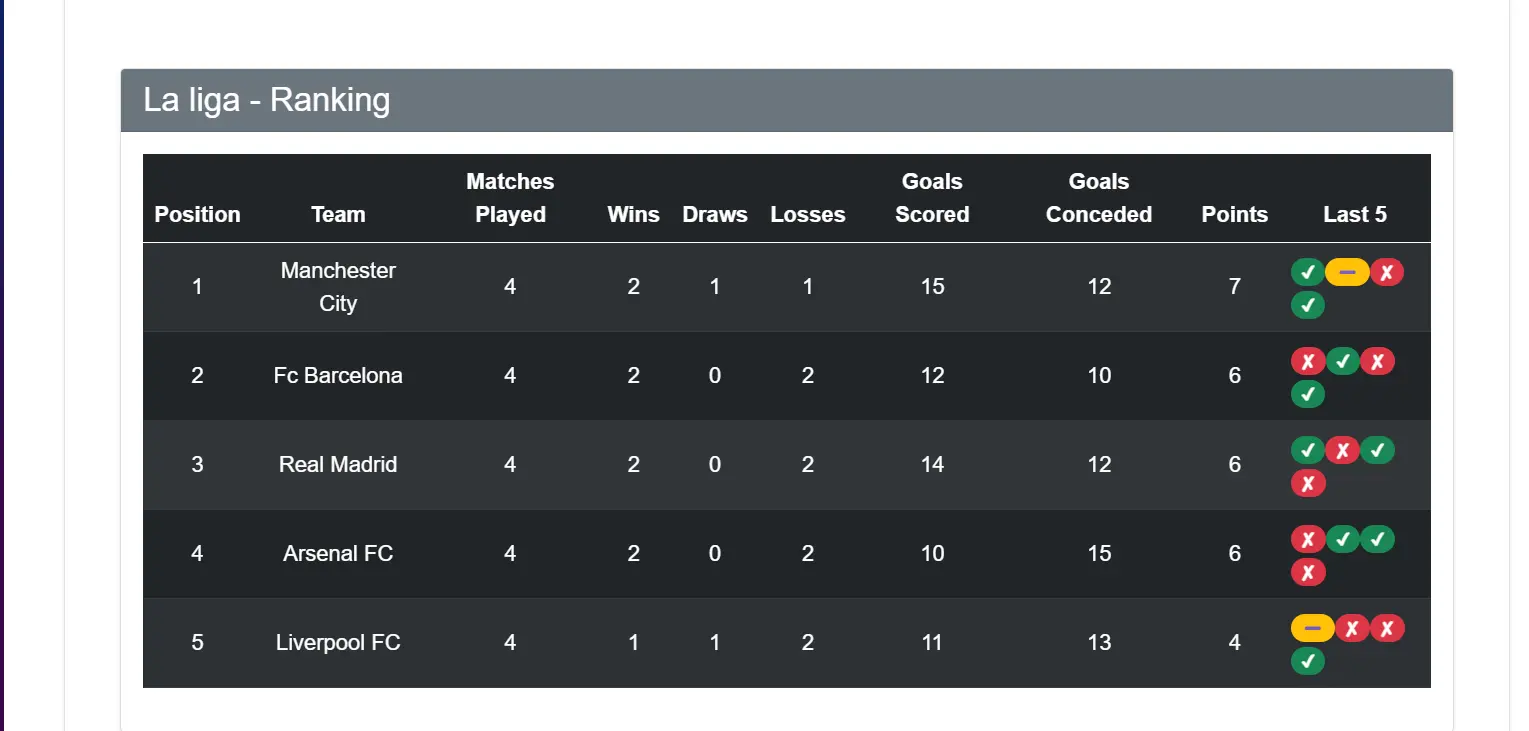 La liga - Ranking
Position Team Matches Played Wins Draws Losses Goals Scored Goals Conceded Points Last 5
1 Manchester City 4 2 1 1 15 12 7
2 Fc Barcelona 4 2 0 2 12 10 6
3 Real Madrid 4 2 0 2 14 12 6
4 Arsenal FC 4 2 0 2 10 15 6
5 Liverpool FC 4 1 1 2 11 13 4